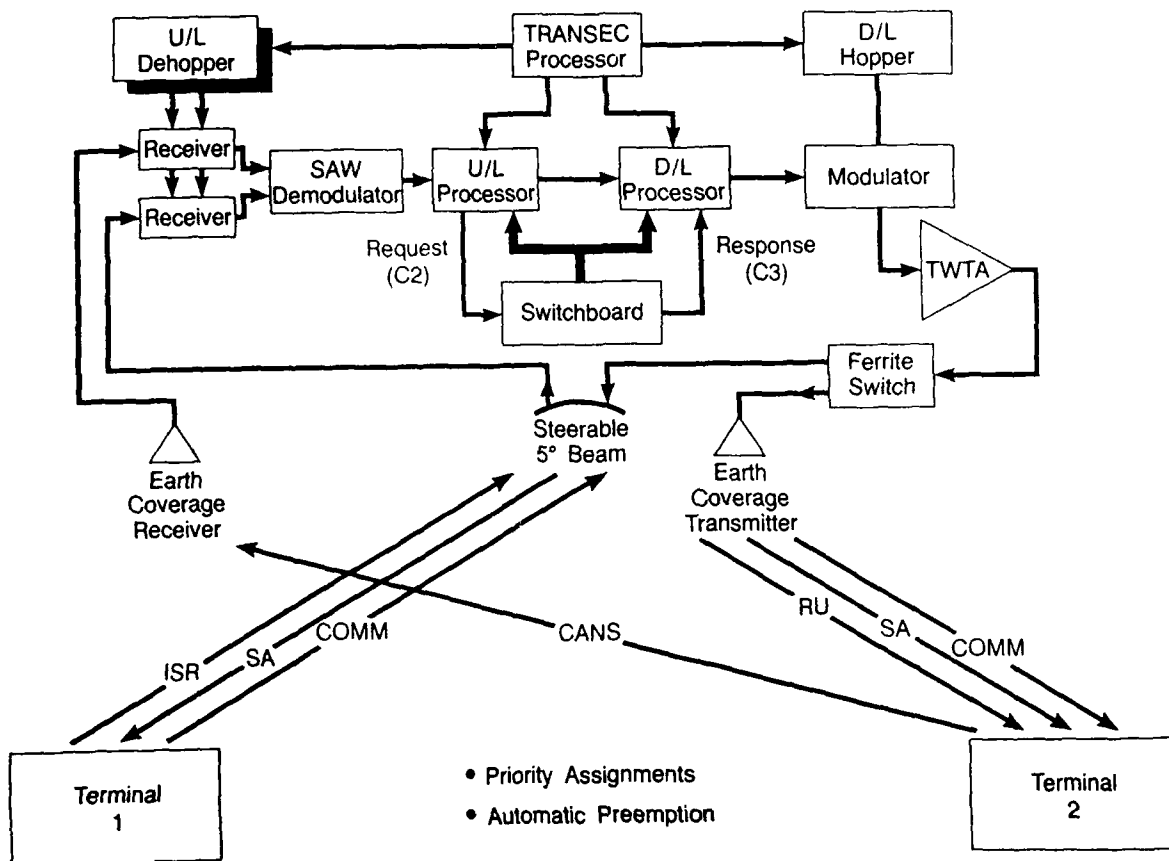 U/L
Dehopper
TRANSEC
Processor
D/L
Hopper
Receiver
Receiver
SAW
Demodulator
U/L
Processor
D/L
Processor
Modulator
Request
(C2)
Response
(C3)
Switchboard
TWTA
Ferrite
Switch
Steerable
5° Beam
Earth
Coverage
Receiver
Earth
Coverage
Transmitter
ISR
SA
COMM
CANS
RU
SA
COMM
Terminal
1
• Priority Assignments
• Automatic Preemption
Terminal
2